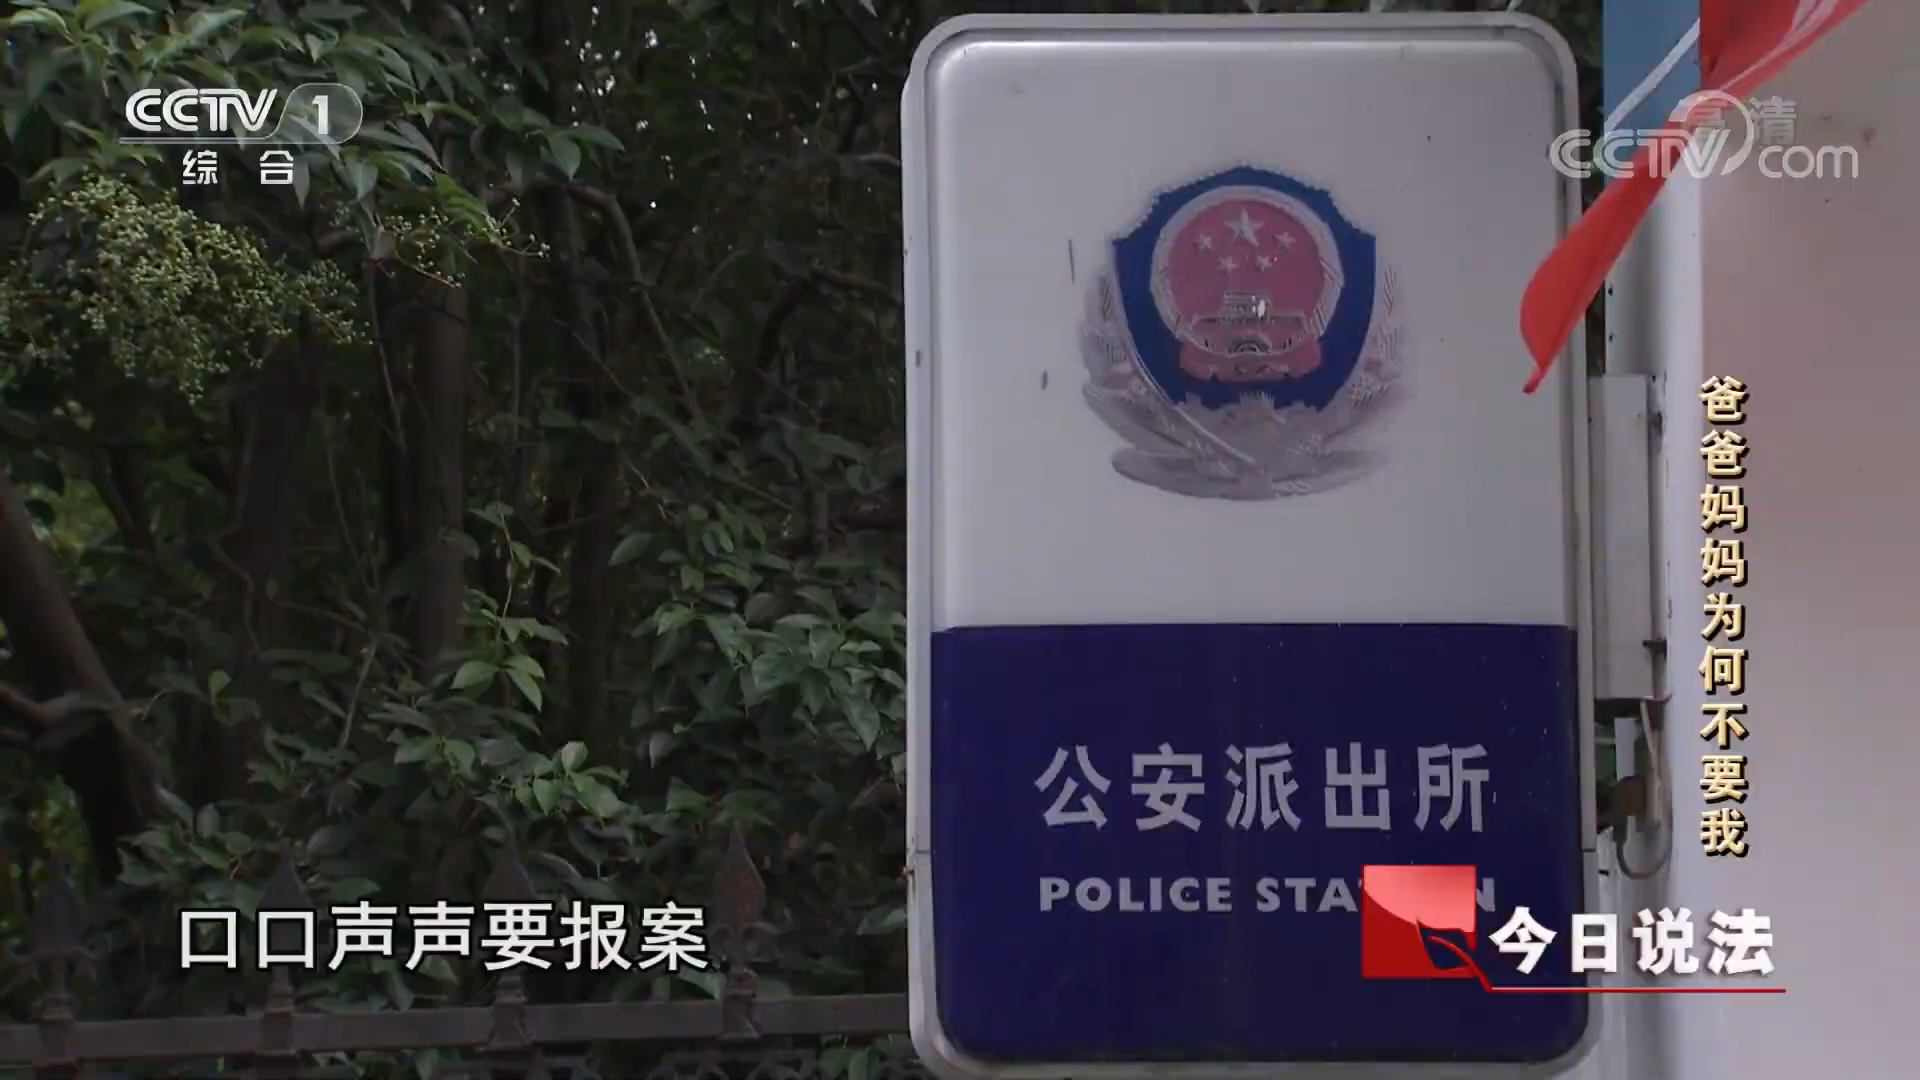 CCTV 1
综合
高清
CCTV.com
爸爸妈妈为何不要我
公安派出所
POLICE STATION
口口声声要报案
今日说法